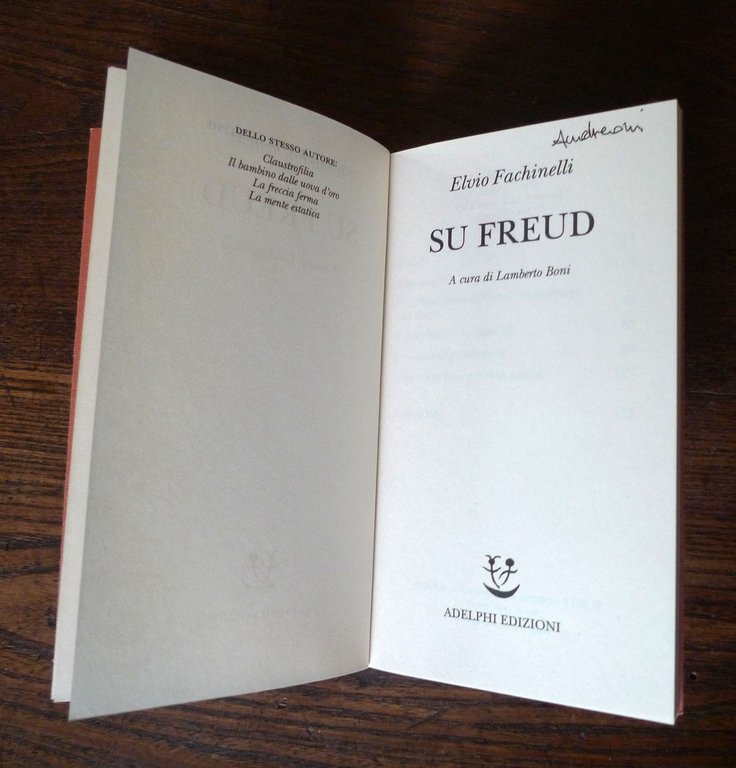 DELLO STESSO AUTORE:
Claustrofilia
Il bambino dalle uova d'oro
La freccia ferma
La mente estatica
Andreoni
Elvio Fachinelli
SU FREUD
A cura di Lamberto Boni
ADELPHI EDIZIONI